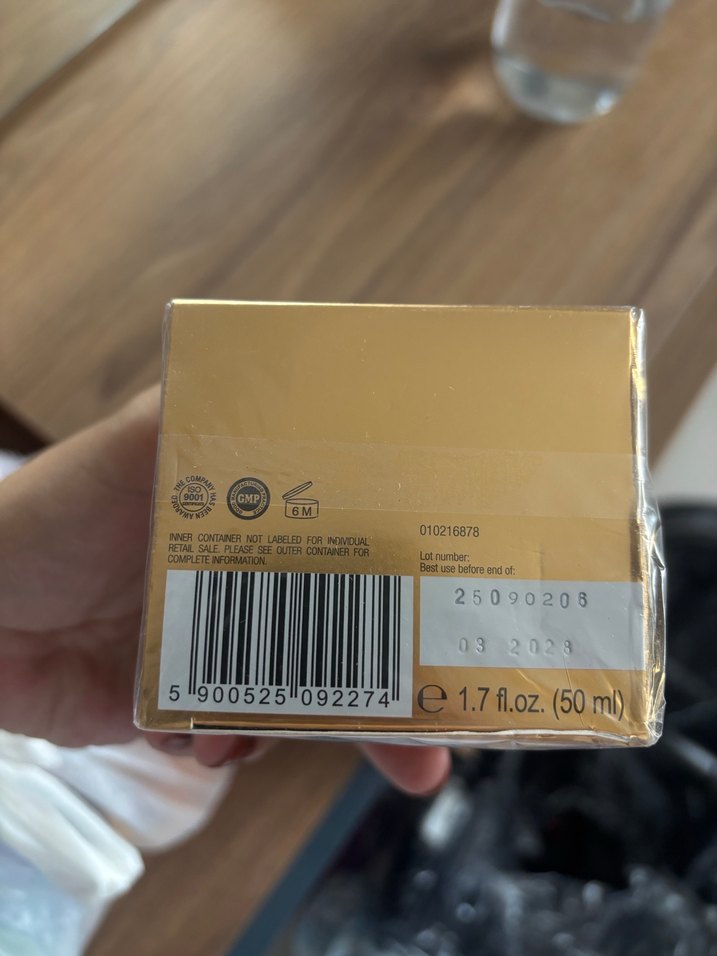 THE COMPANY HAS BEEN AWARDED
ISO
9001
CERTIFICATE
GOOD MANUFACTURING PRACTICE
GMP
6 M
INNER CONTAINER NOT LABELED FOR INDIVIDUAL
RETAIL SALE. PLEASE SEE OUTER CONTAINER FOR
COMPLETE INFORMATION.
5 900525 092274
010216878
Lot number:
Best use before end of:
25090206
03 2028
e 1.7 fl.oz. (50 ml)